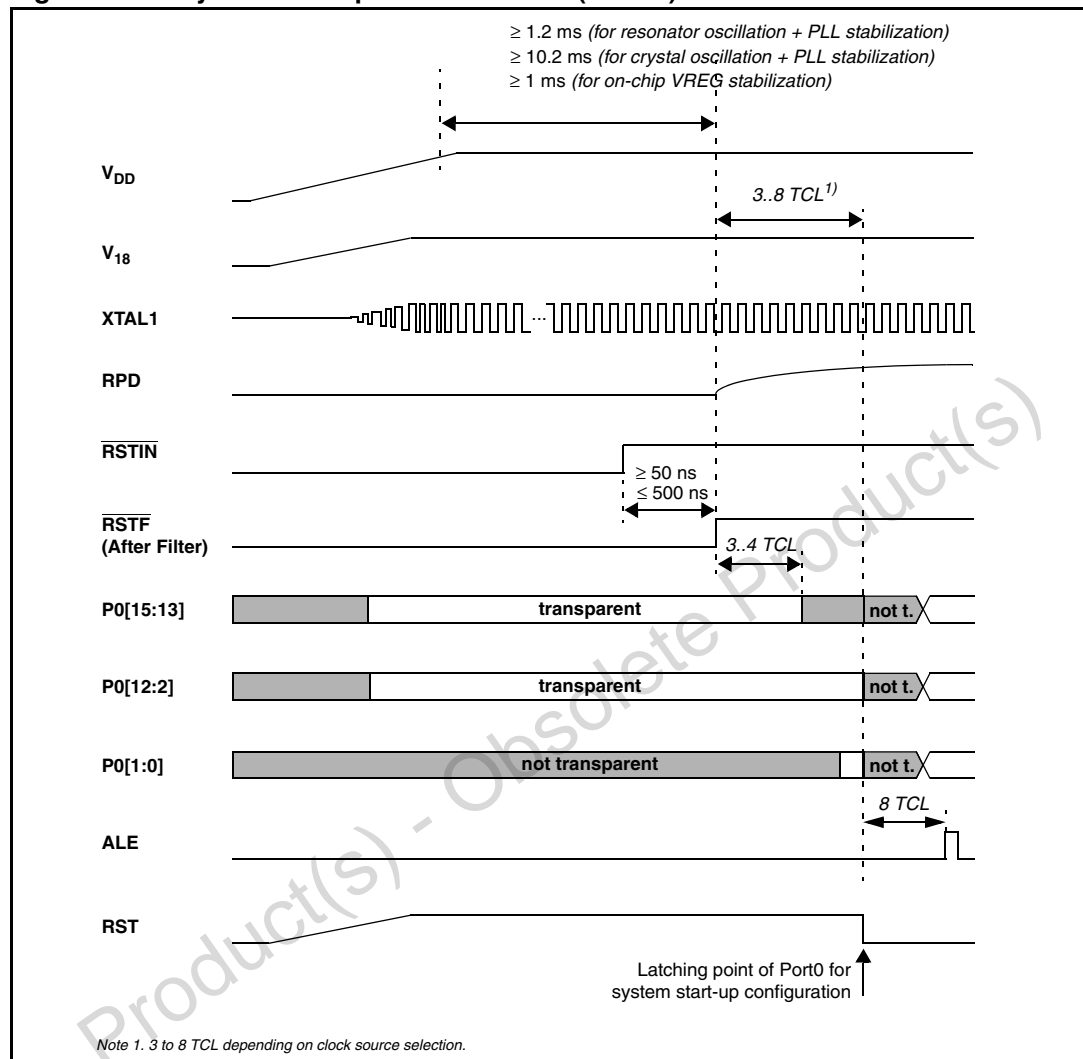 ≥ 1.2 ms (for resonator oscillation + PLL stabilization)
≥ 10.2 ms (for crystal oscillation + PLL stabilization)
≥ 1 ms (for on-chip VREG stabilization)
VDD
3..8 TCL1)
V18
XTAL1
...
RPD
RSTIN
≥ 50 ns
≤ 500 ns
RSTF
(After Filter)
3..4 TCL
P0[15:13]
transparent
not t.
P0[12:2]
transparent
not t.
P0[1:0]
not transparent
not t.
8 TCL
ALE
RST
Latching point of Port0 for
system start-up configuration
Note 1. 3 to 8 TCL depending on clock source selection.
Product(s) - Obsolete Product(s)